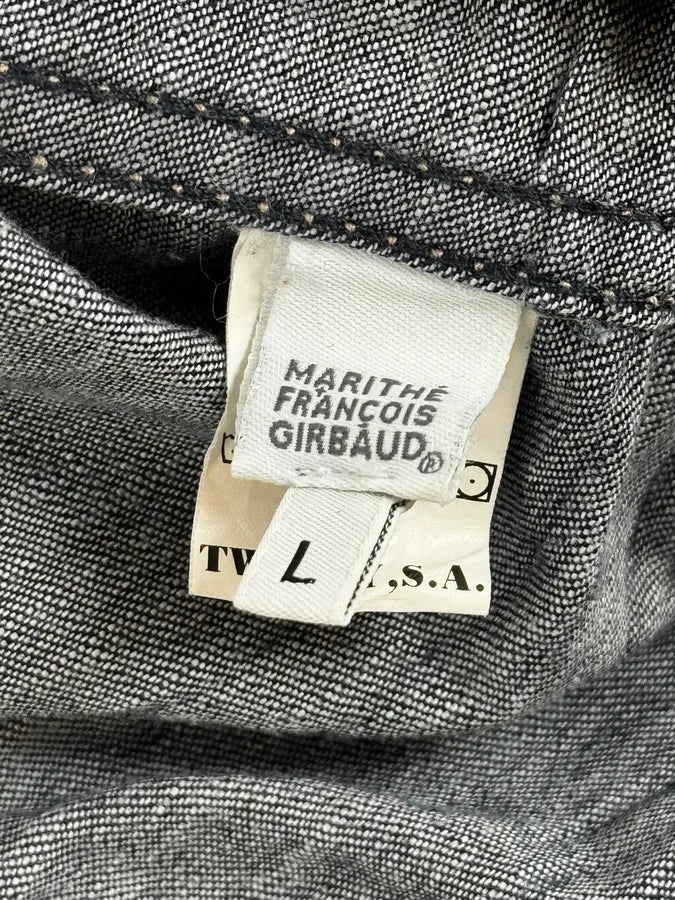 MARITHÉ
FRANÇOIS
GIRBAUD®
L
,S.A.